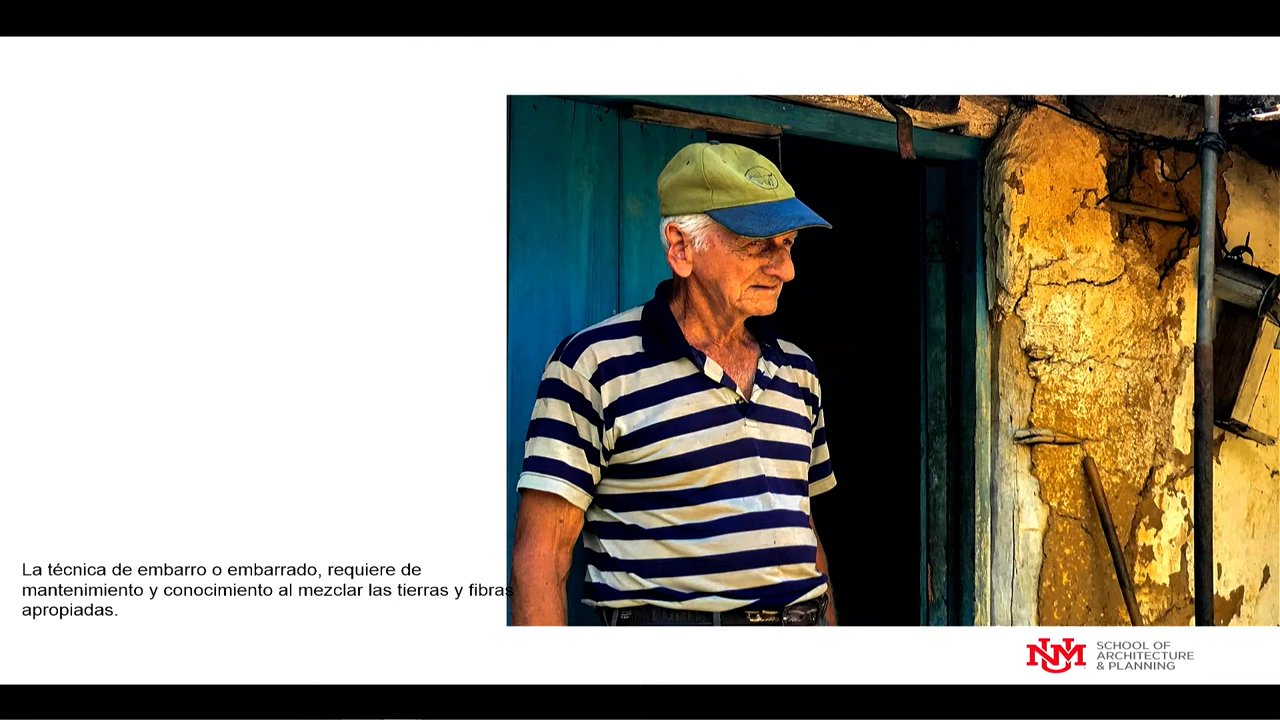 La técnica de embarro o embarrado, requiere de
mantenimiento y conocimiento al mezclar las tierras y fibras
apropiadas.
UNM
SCHOOL OF
ARCHITECTURE
& PLANNING